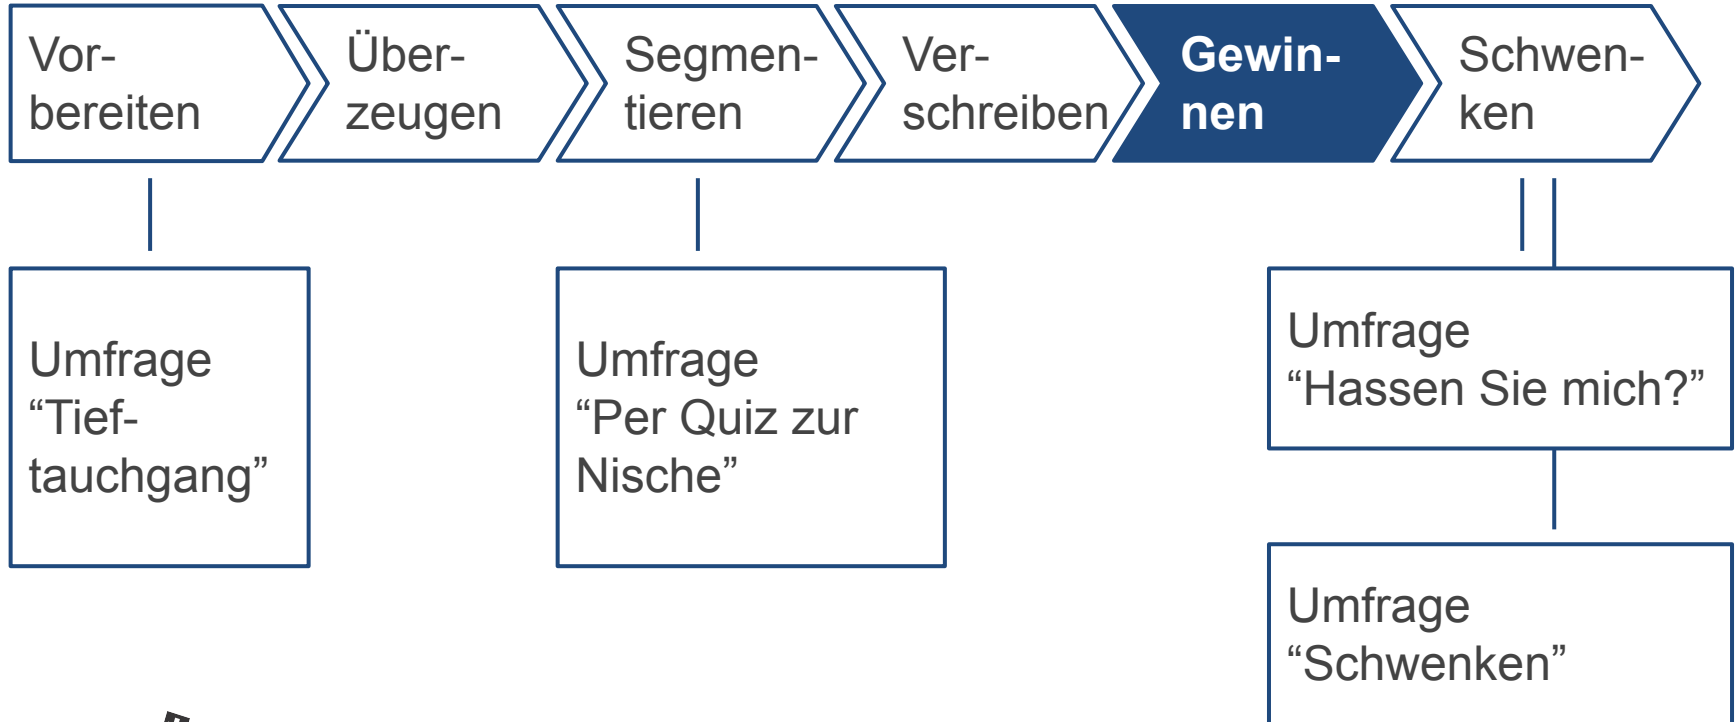 Vor-
bereiten
Über-
zeugen
Segmen-
tieren
Ver-
schreiben
Gewin-
nen
Schwen-
ken
Umfrage
“Tief-
tauchgang”
Umfrage
“Per Quiz zur
Nische”
Umfrage
“Hassen Sie mich?”
Umfrage
“Schwenken”